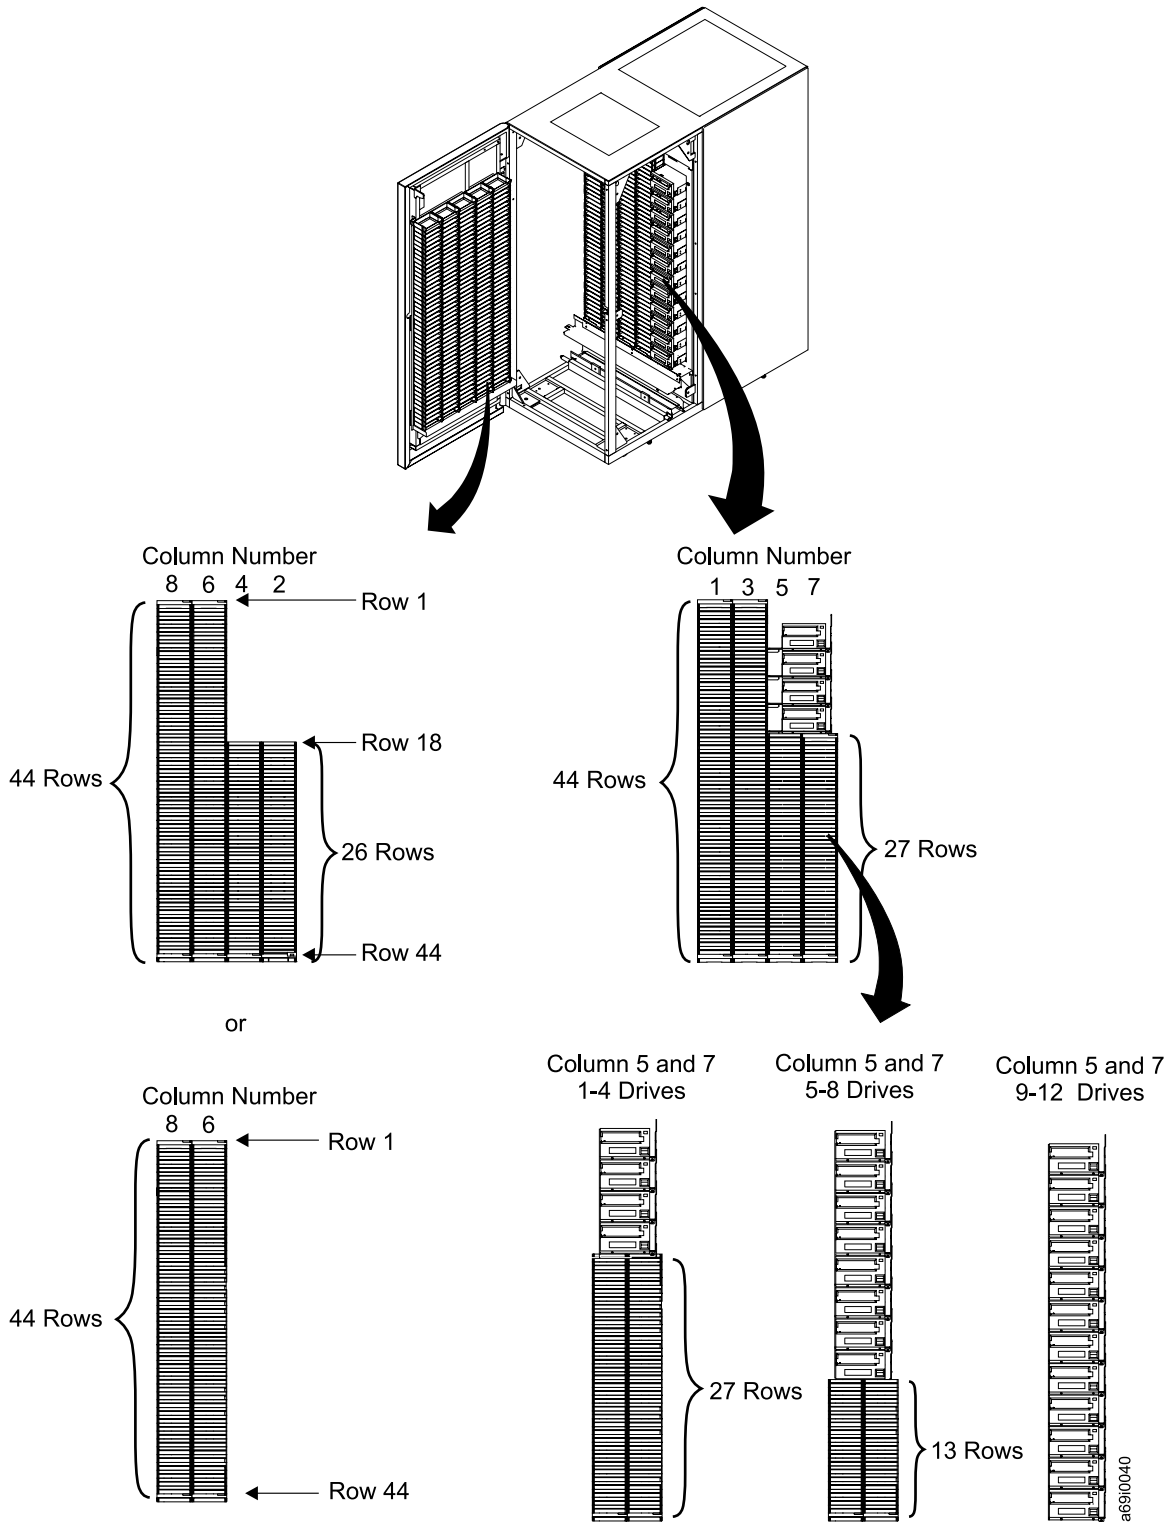 Column Number
8 6 4 2
Row 1
44 Rows
Row 18
26 Rows
Row 44
Column Number
1 3 5 7
44 Rows
27 Rows
or
Column Number
8 6
Row 1
44 Rows
Row 44
Column 5 and 7
1-4 Drives
27 Rows
Column 5 and 7
5-8 Drives
13 Rows
Column 5 and 7
9-12 Drives
a69i0040